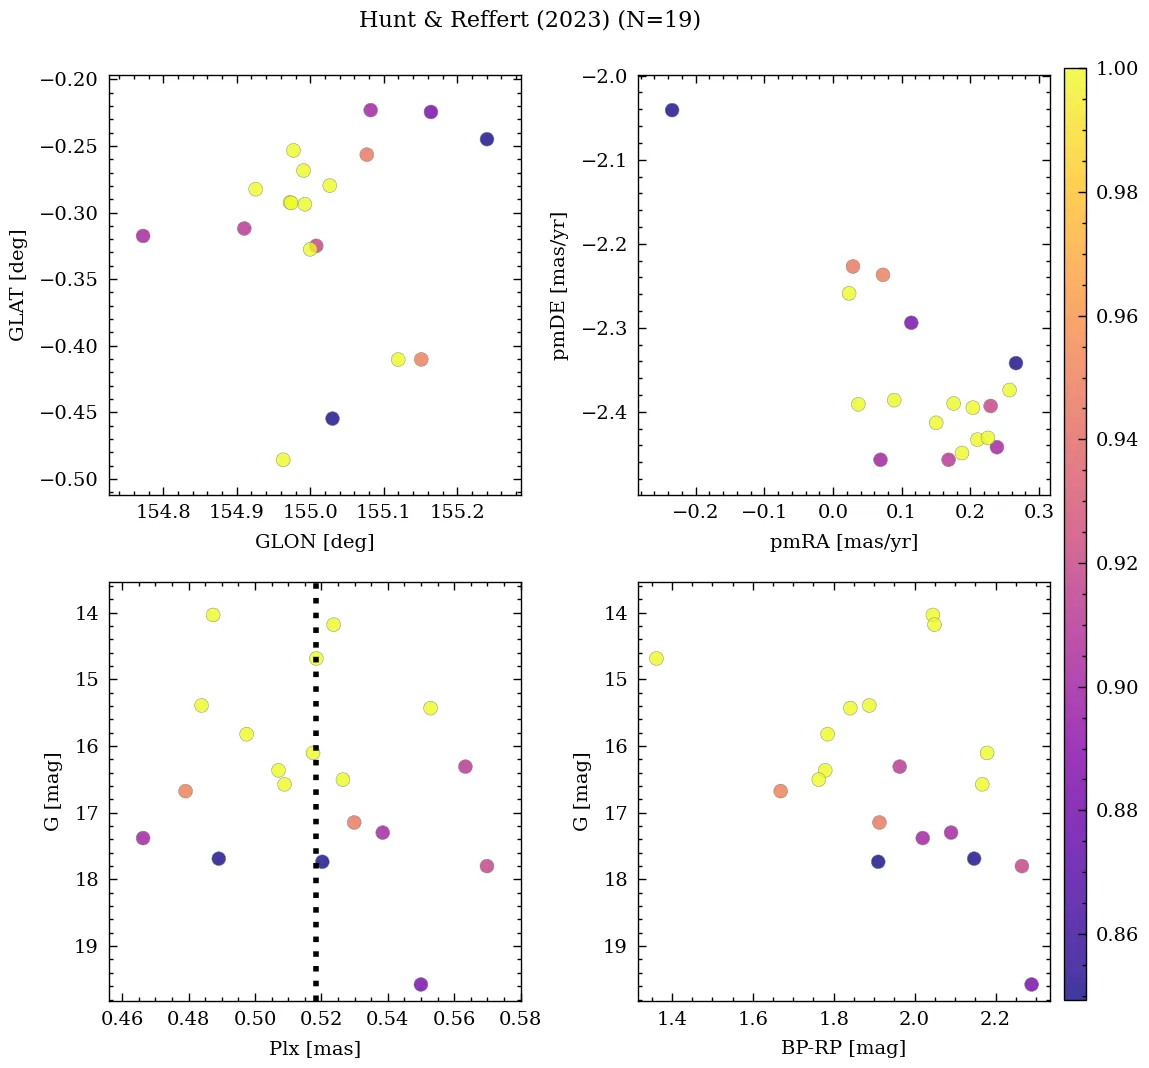 Hunt & Reffert (2023) (N=19)
−0.20
−0.25
−0.30
−0.35
−0.40
−0.45
−0.50
GLAT [deg]
154.8 154.9 155.0 155.1 155.2
GLON [deg]
−2.0
−2.1
−2.2
−2.3
−2.4
pmDE [mas/yr]
−0.2 −0.1 0.0 0.1 0.2 0.3
pmRA [mas/yr]
14
15
16
17
18
19
G [mag]
0.46 0.48 0.50 0.52 0.54 0.56 0.58
Plx [mas]
14
15
16
17
18
19
G [mag]
1.4 1.6 1.8 2.0 2.2
BP-RP [mag]
1.00
0.98
0.96
0.94
0.92
0.90
0.88
0.86